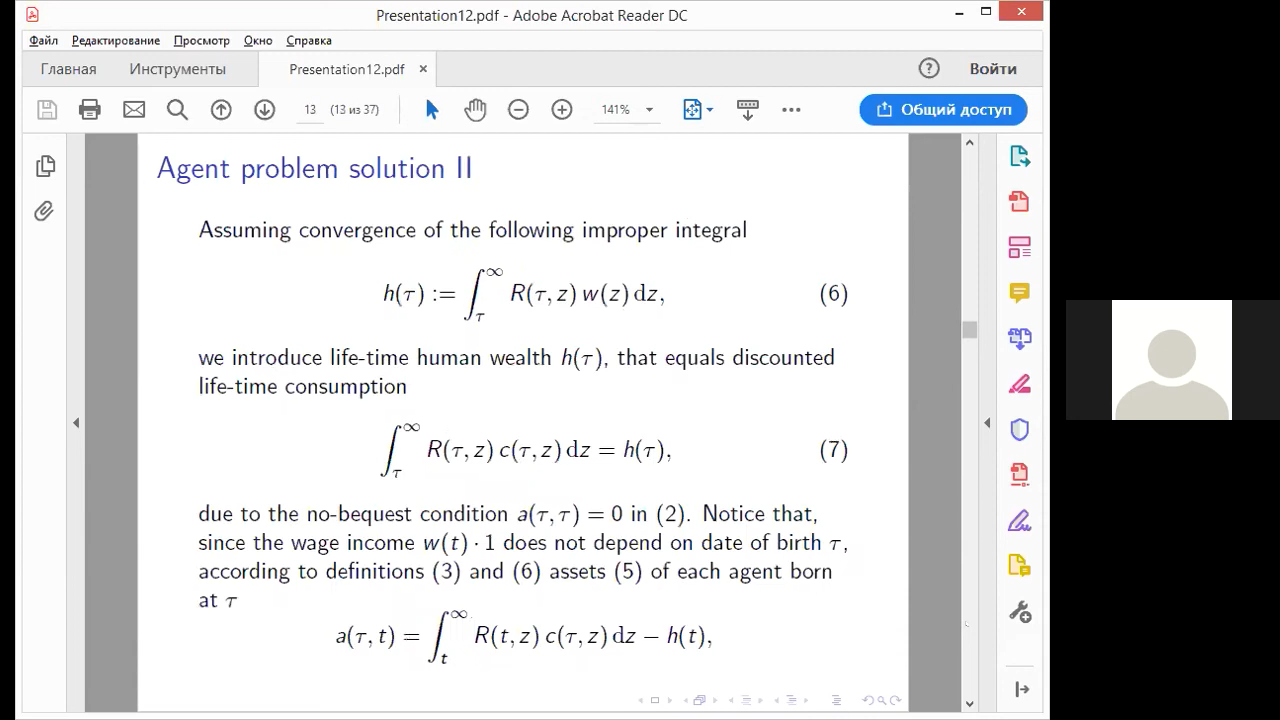 Presentation12.pdf - Adobe Acrobat Reader DC
Файл Редактирование Просмотр Окно Справка
Главная Инструменты Presentation12.pdf × Войти
13 (13 из 37) 141% Общий доступ
Agent problem solution II
Assuming convergence of the following improper integral
h(τ) := ∫_τ^∞ R(τ, z) w(z) dz, (6)
we introduce life-time human wealth h(τ), that equals discounted
life-time consumption
∫_τ^∞ R(τ, z) c(τ, z) dz = h(τ), (7)
due to the no-bequest condition a(τ, τ) = 0 in (2). Notice that,
since the wage income w(t) · 1 does not depend on date of birth τ,
according to definitions (3) and (6) assets (5) of each agent born
at τ
a(τ, t) = ∫_t^∞ R(t, z) c(τ, z) dz − h(t),